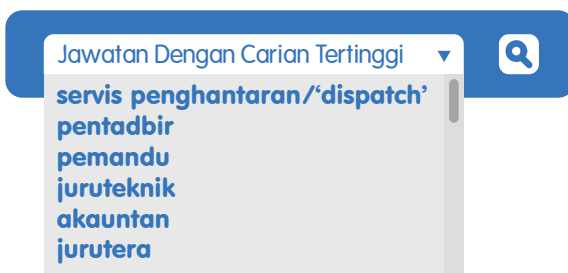 Jawatan Dengan Carian Tertinggi
servis penghantaran/‘dispatch’
pentadbir
pemandu
juruteknik
akauntan
jurutera